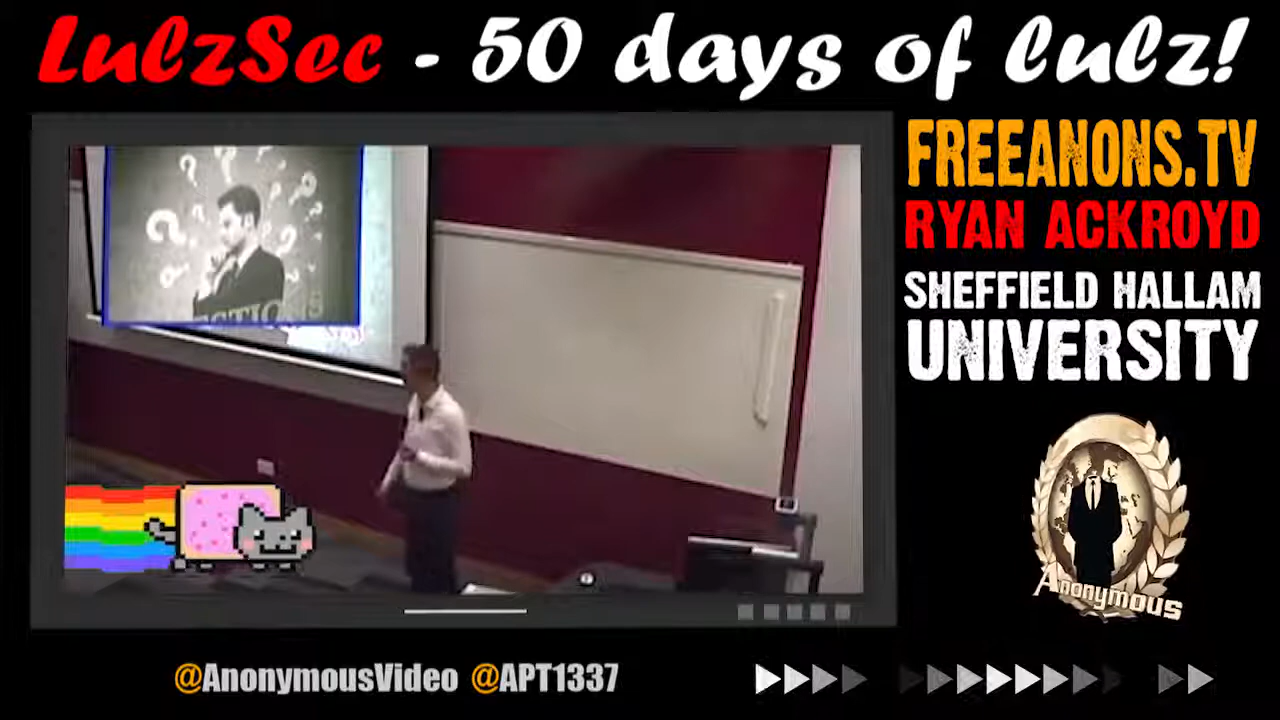 LulzSec - 50 days of lulz!
FREEANONS.TV
RYAN ACKROYD
SHEFFIELD HALLAM
UNIVERSITY
Anonymous
@AnonymousVideo @APT1337